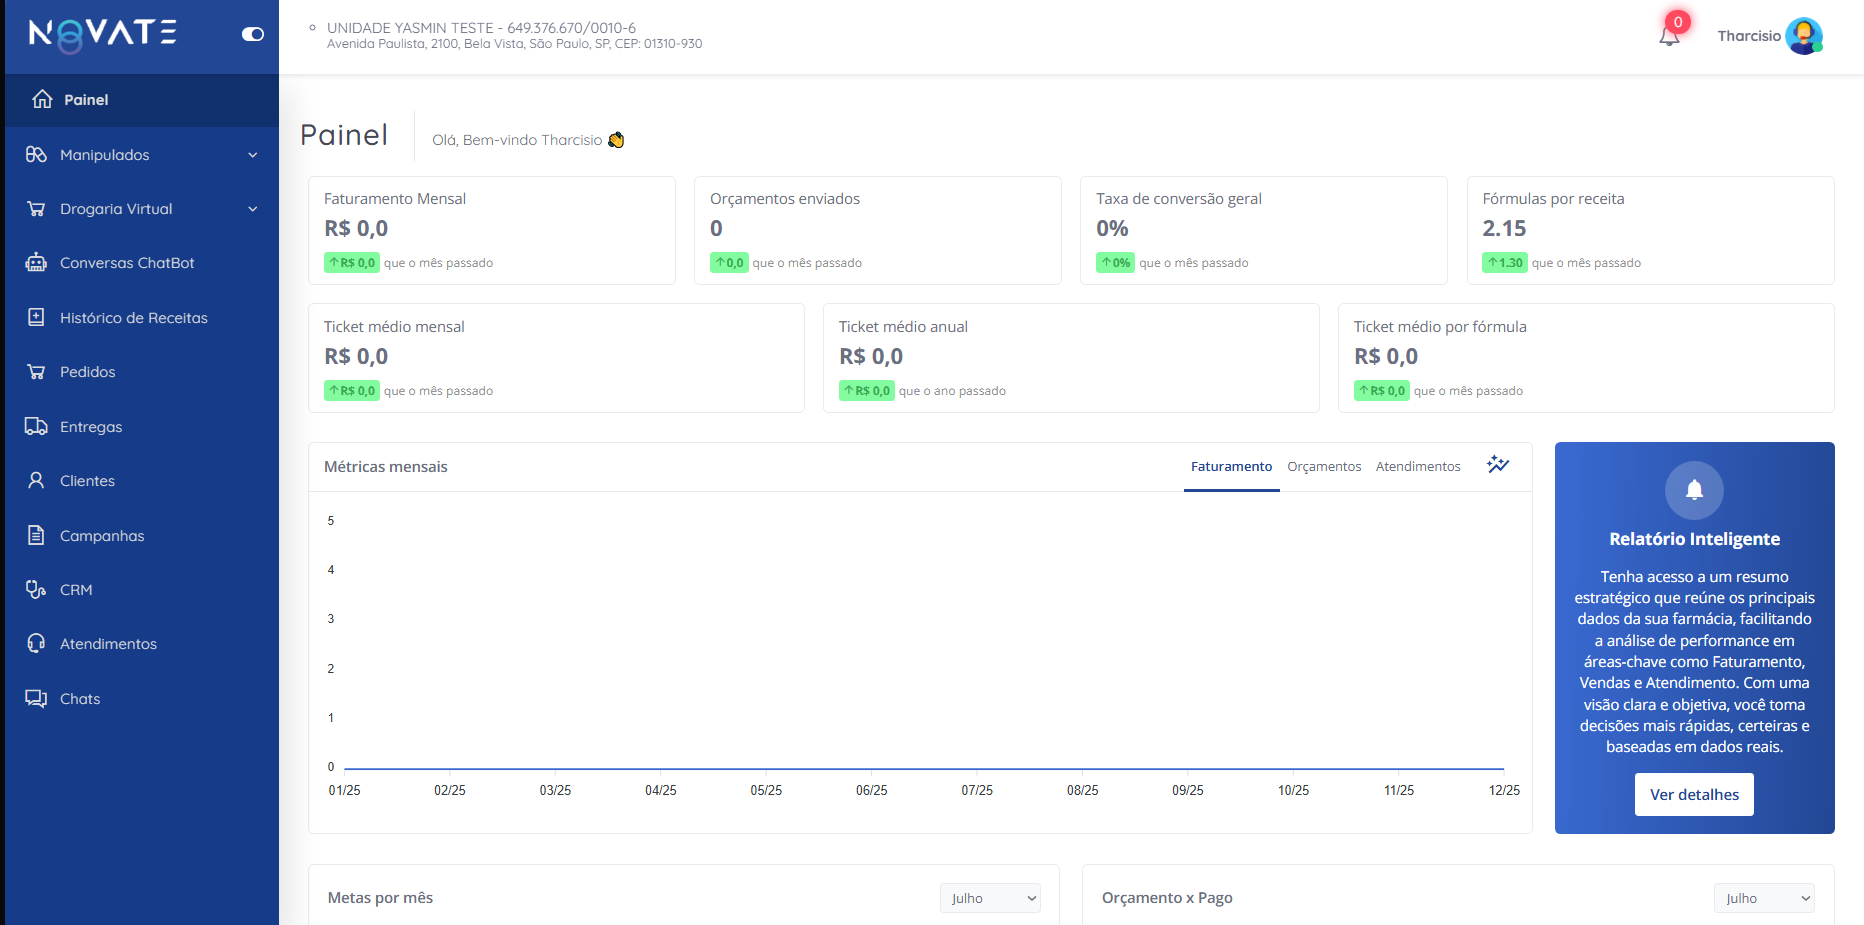 NOVATE
UNIDADE YASMIN TESTE - 649.376.670/0010-6
Avenida Paulista, 2100, Bela Vista, São Paulo, SP, CEP: 01310-930
0
Tharcisio
Painel
Manipulados
Drogaria Virtual
Conversas ChatBot
Histórico de Receitas
Pedidos
Entregas
Clientes
Campanhas
CRM
Atendimentos
Chats
Painel
Olá, Bem-vindo Tharcisio 👏
Faturamento Mensal
R$ 0,0
↑R$ 0,0 que o mês passado
Orçamentos enviados
0
↑0,0 que o mês passado
Taxa de conversão geral
0%
↑0% que o mês passado
Fórmulas por receita
2.15
↑1.30 que o mês passado
Ticket médio mensal
R$ 0,0
↑R$ 0,0 que o mês passado
Ticket médio anual
R$ 0,0
↑R$ 0,0 que o ano passado
Ticket médio por fórmula
R$ 0,0
↑R$ 0,0 que o mês passado
Métricas mensais
Faturamento Orçamentos Atendimentos
5
4
3
2
1
0
01/25 02/25 03/25 04/25 05/25 06/25 07/25 08/25 09/25 10/25 11/25 12/25
Relatório Inteligente
Tenha acesso a um resumo
estratégico que reúne os principais
dados da sua farmácia, facilitando
a análise de performance em
áreas-chave como Faturamento,
Vendas e Atendimento. Com uma
visão clara e objetiva, você toma
decisões mais rápidas, certeiras e
baseadas em dados reais.
Ver detalhes
Metas por mês
Julho
Orçamento x Pago
Julho